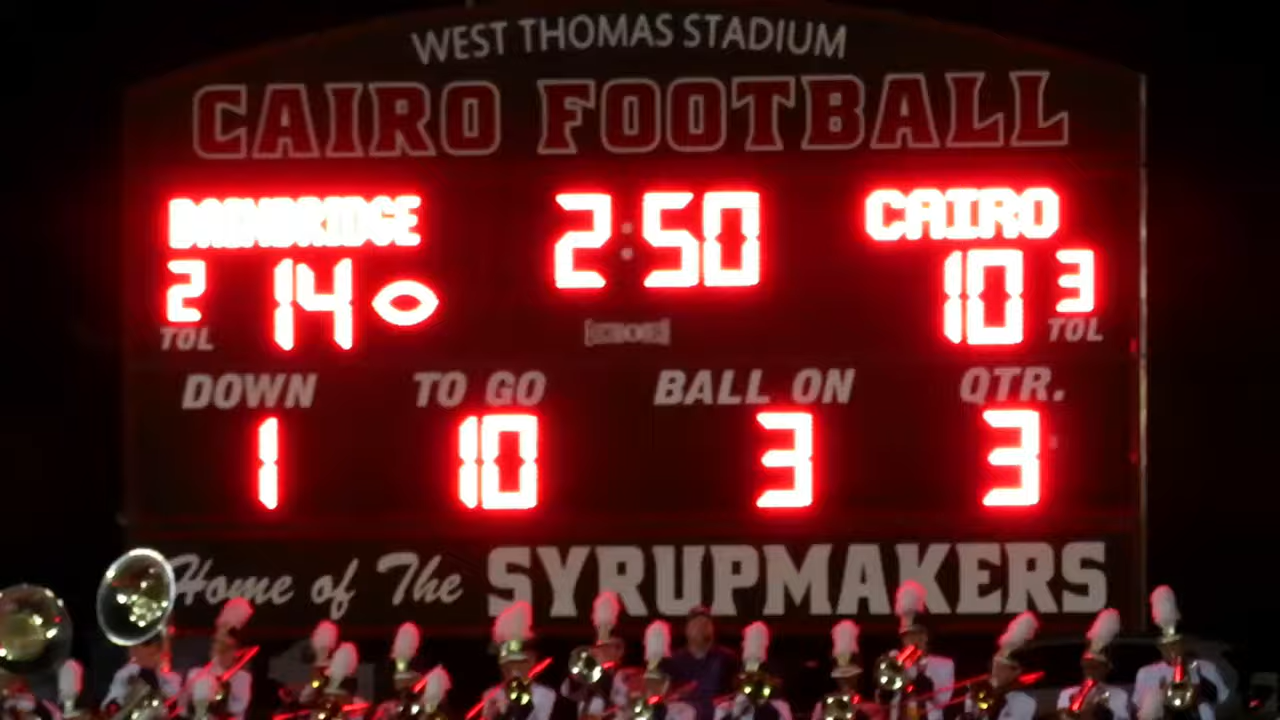 WEST THOMAS STADIUM
CAIRO FOOTBALL
BAINBRIDGE 2:50 CAIRO
2 14 10 3
TOL TOL
DOWN TO GO BALL ON QTR.
1 10 3 3
Home of The SYRUPMAKERS